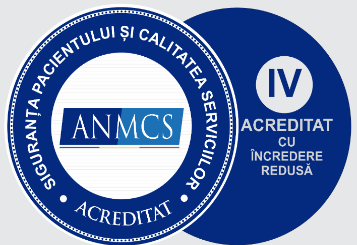 SIGURANȚA PACIENTULUI ȘI CALITATEA SERVICIILOR
ANMCS
• ACREDITAT •
IV
ACREDITAT
CU
ÎNCREDERE
REDUSĂ